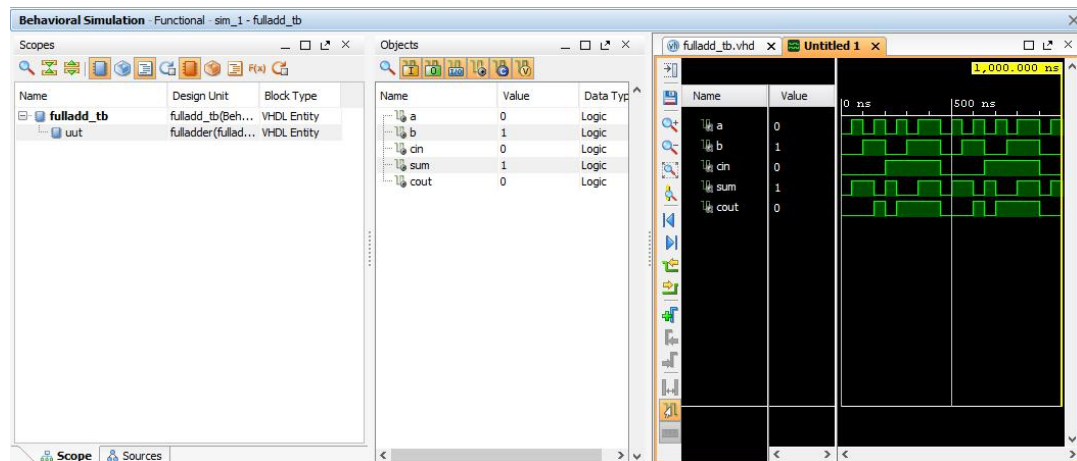 Behavioral Simulation - Functional - sim_1 - fulladd_tb
Scopes
Name Design Unit Block Type
fulladd_tb fulladd_tb(Beh... VHDL Entity
uut fulladder(fullad... VHDL Entity
Scope Sources
Objects
Name Value Data Typ
a 0 Logic
b 1 Logic
cin 0 Logic
sum 1 Logic
cout 0 Logic
fulladd_tb.vhd Untitled 1
1,000.000 ns
Name Value 0 ns 500 ns
a 0
b 1
cin 0
sum 1
cout 0